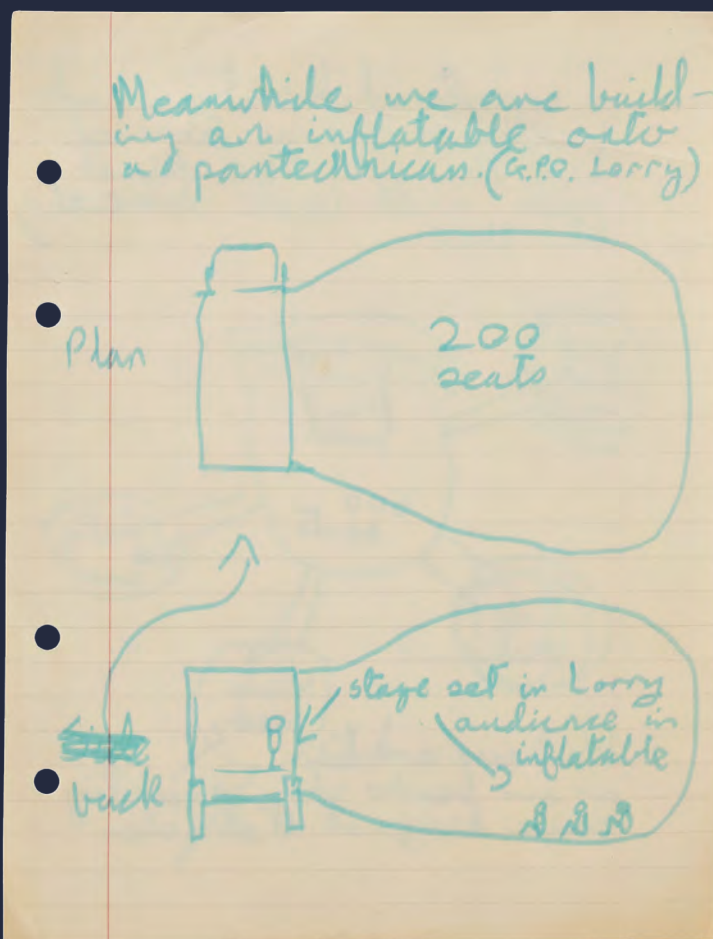 Meanwhile we are build-
ing an inflatable onto
a pantechnican. (G.P.O. Lorry)
Plan
200
seats
stage set in Lorry
audience in
inflatable
back